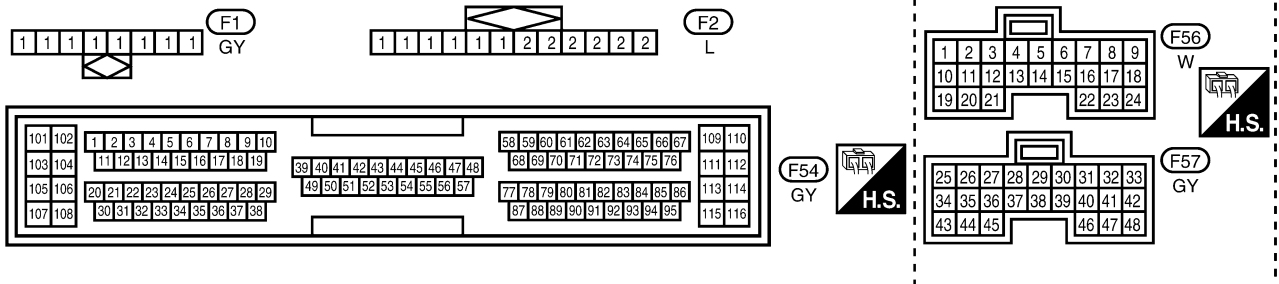 1 1 1 1 1 1 1 1
F1
GY
1 1 1 1 1 1 2 2 2 2 2 2
F2
L
101 102
103 104
105 106
107 108
1 2 3 4 5 6 7 8 9 10
11 12 13 14 15 16 17 18 19
20 21 22 23 24 25 26 27 28 29
30 31 32 33 34 35 36 37 38
39 40 41 42 43 44 45 46 47 48
49 50 51 52 53 54 55 56 57
58 59 60 61 62 63 64 65 66 67
68 69 70 71 72 73 74 75 76
77 78 79 80 81 82 83 84 85 86
87 88 89 90 91 92 93 94 95
109 110
111 112
113 114
115 116
F54
GY
H.S.
1 2 3 4 5 6 7 8 9
10 11 12 13 14 15 16 17 18
19 20 21 22 23 24
F56
W
H.S.
25 26 27 28 29 30 31 32 33
34 35 36 37 38 39 40 41 42
43 44 45 46 47 48
F57
GY